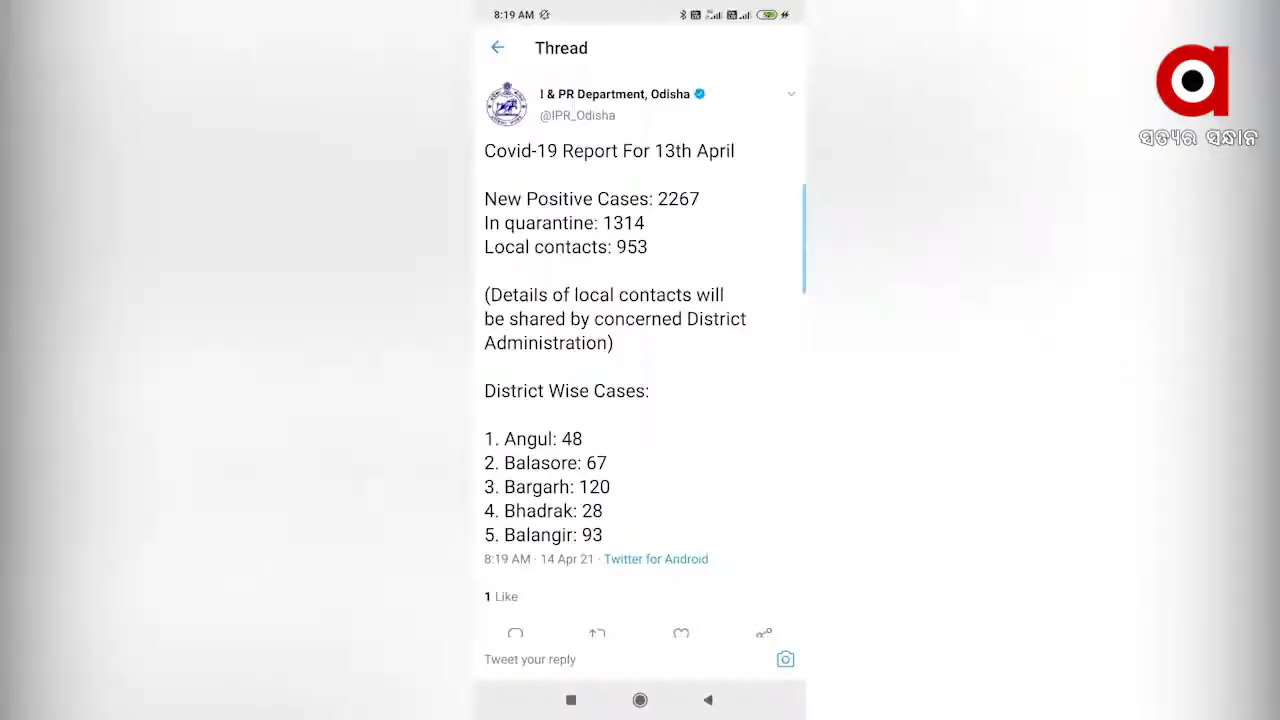 8:19 AM
Thread
I & PR Department, Odisha
@IPR_Odisha
ସତ୍ୟର ସନ୍ଧାନ
Covid-19 Report For 13th April
New Positive Cases: 2267
In quarantine: 1314
Local contacts: 953
(Details of local contacts will
be shared by concerned District
Administration)
District Wise Cases:
1. Angul: 48
2. Balasore: 67
3. Bargarh: 120
4. Bhadrak: 28
5. Balangir: 93
8:19 AM · 14 Apr 21 · Twitter for Android
1 Like
Tweet your reply